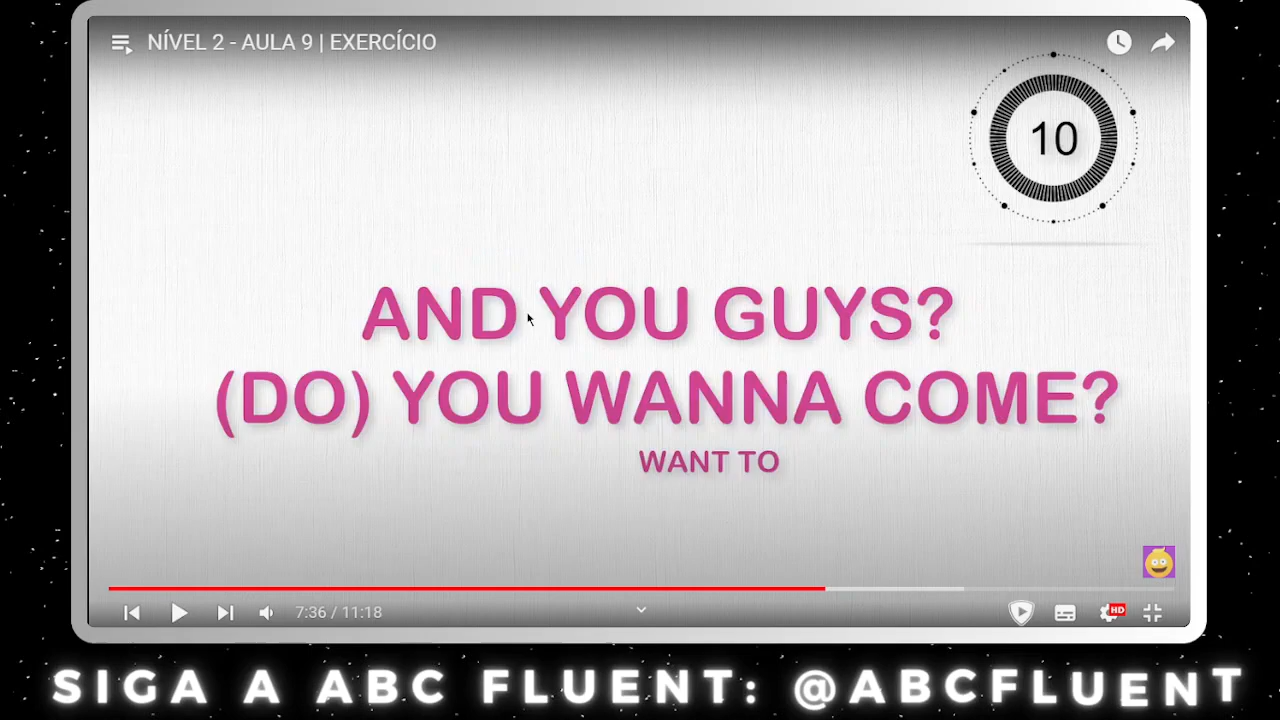 NÍVEL 2 - AULA 9 | EXERCÍCIO
10
AND YOU GUYS?
(DO) YOU WANNA COME?
WANT TO
7:36 / 11:18
HD
SIGA A ABC FLUENT: @ABCFLUENT